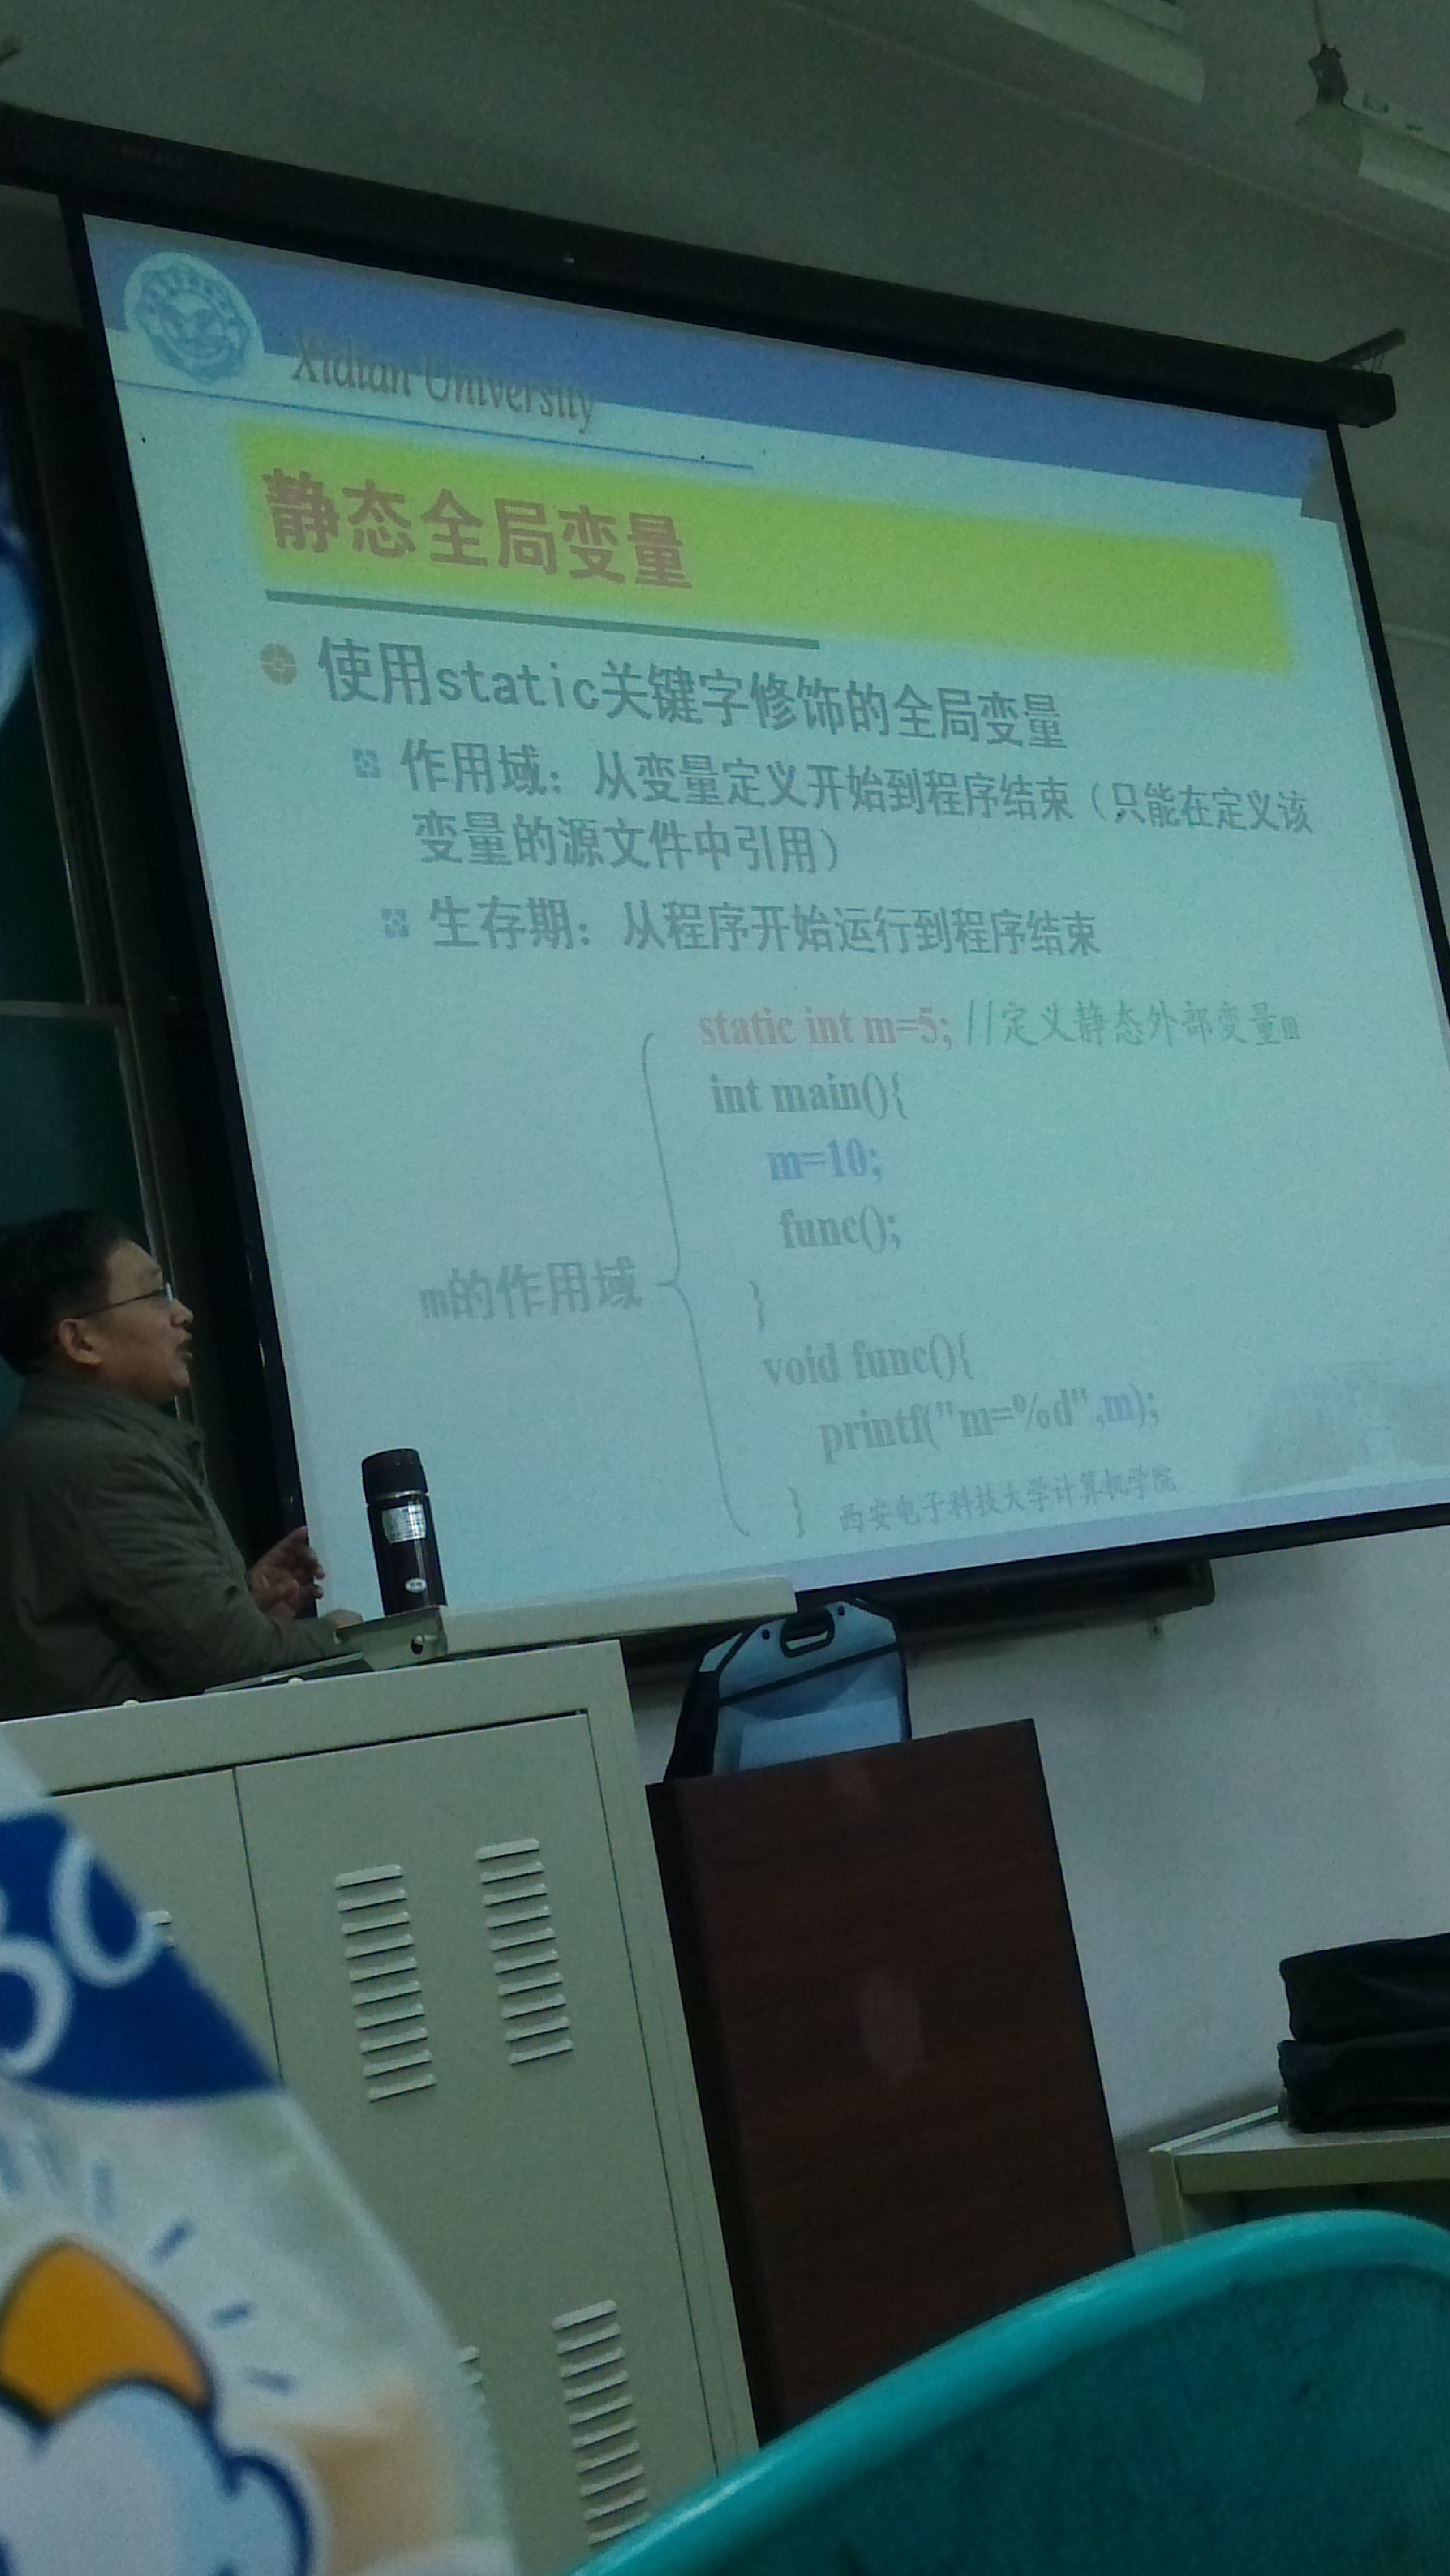 Xidian University
静态全局变量
使用static关键字修饰的全局变量
作用域：从变量定义开始到程序结束（只能在定义该
变量的源文件中引用）
生存期：从程序开始运行到程序结束
static int m=5; //定义静态外部变量m
int main(){
m=10;
func();
}
m的作用域
void func(){
printf("m=%d",m);
}
西安电子科技大学计算机学院